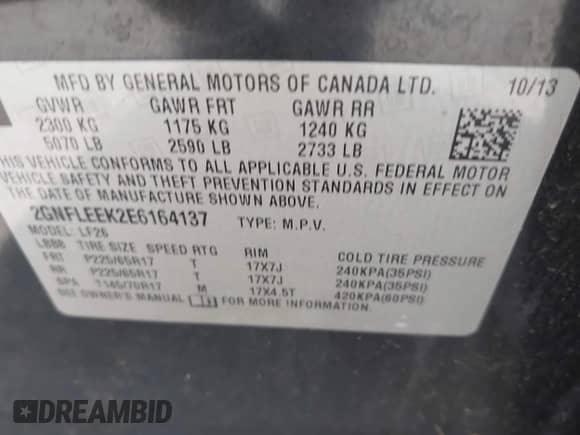 MFD BY GENERAL MOTORS OF CANADA LTD. 10/13
GVWR GAWR FRT GAWR RR
2300 KG 1175 KG 1240 KG
5070 LB 2590 LB 2733 LB
THIS VEHICLE CONFORMS TO ALL APPLICABLE U.S. FEDERAL MOTOR
VEHICLE SAFETY AND THEFT PREVENTION STANDARDS IN EFFECT ON
THE DATE OF MANUFACTURE SHOWN ABOVE.
2GNFLEEK2E6164137 TYPE: M.P.V.
MODEL: LF26
LBBB TIRE SIZE SPEED RTG RIM COLD TIRE PRESSURE
FRT P225/65R17 T 17X7J 240KPA(35PSI)
RR P225/65R17 T 17X7J 240KPA(35PSI)
SPA T145/70R17 M 17X4.5T 420KPA(60PSI)
SEE OWNER'S MANUAL FOR MORE INFORMATION.
DREAMBID